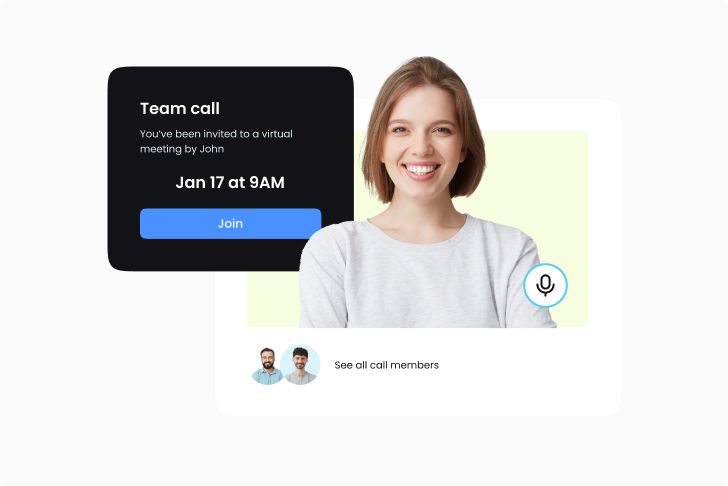 Team call
You've been invited to a virtual
meeting by John
Jan 17 at 9AM
Join
See all call members